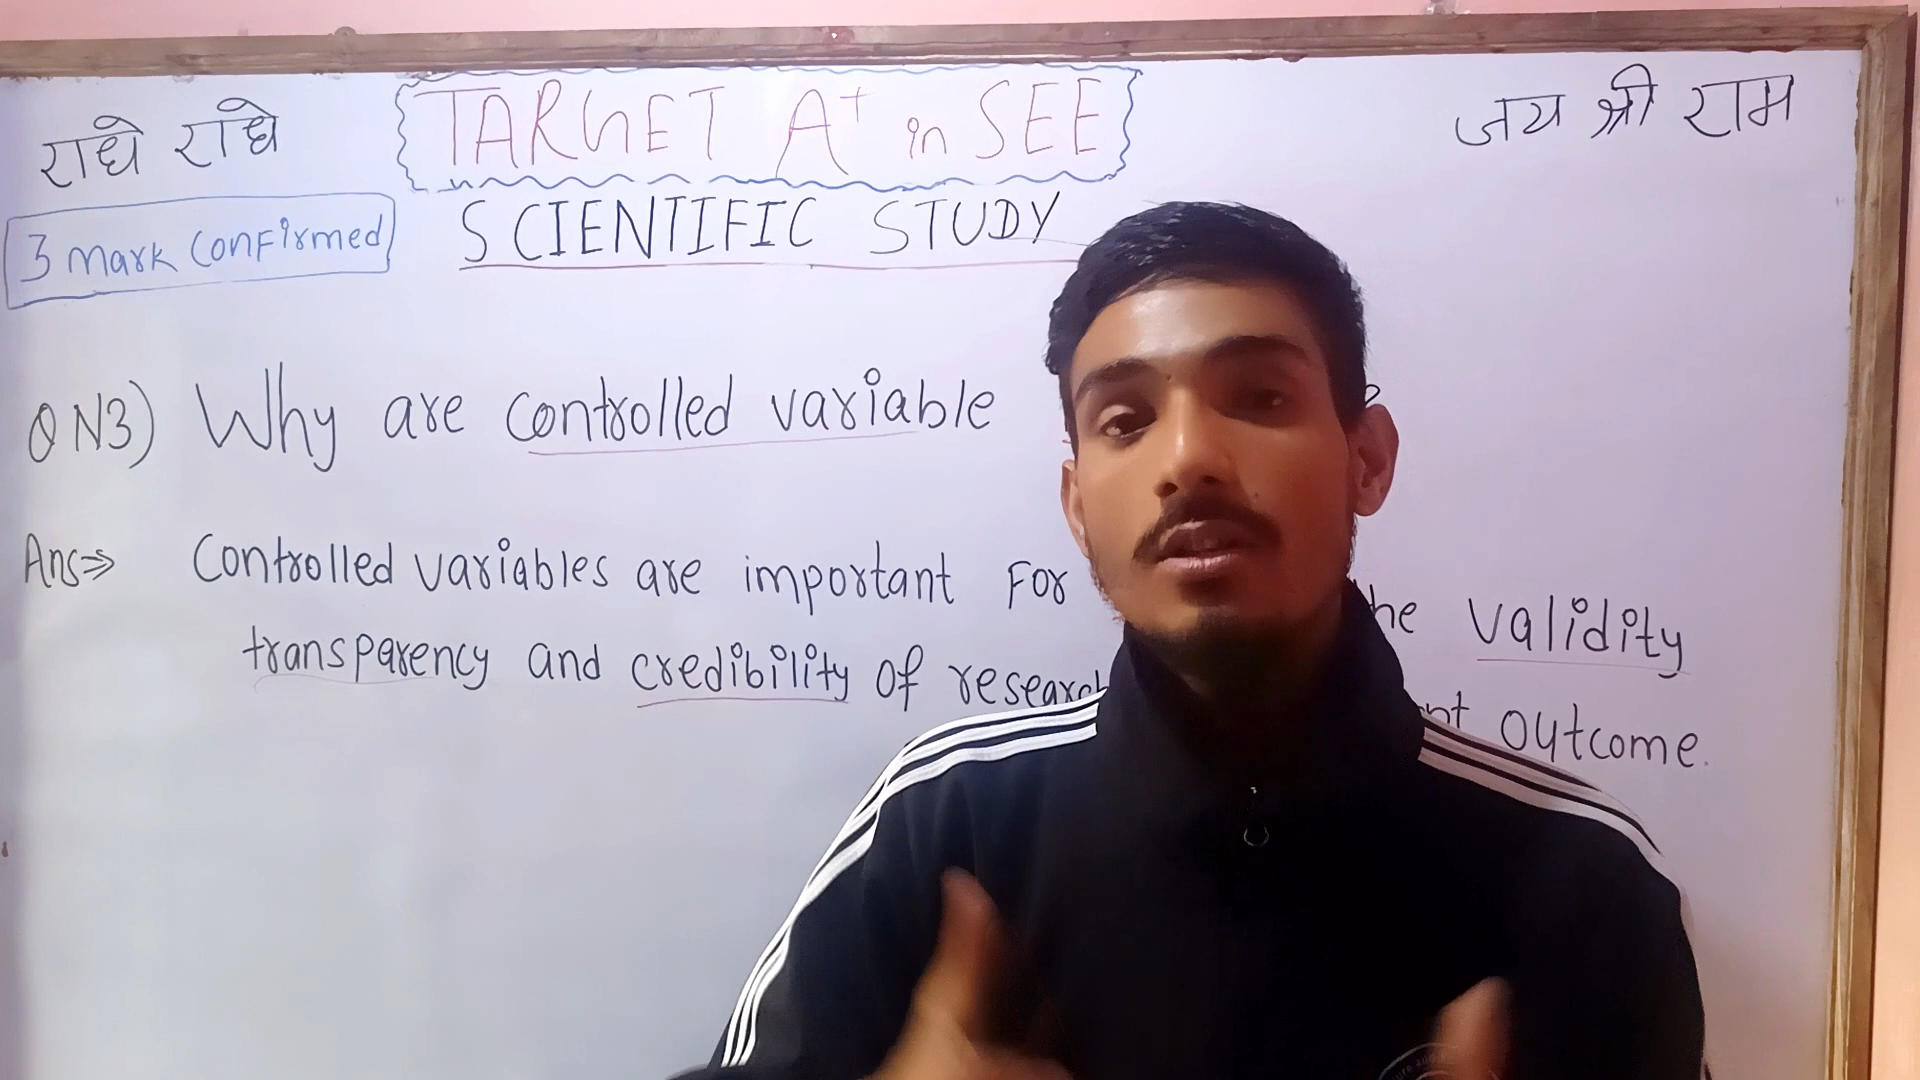 राधे राधे
TARGET A+ in SEE
जय श्री राम
3 mark confirmed
SCIENTIFIC STUDY
QN3) Why are controlled variable ?
Ans⇒ Controlled variables are important for the validity
transparency and credibility of research outcome.